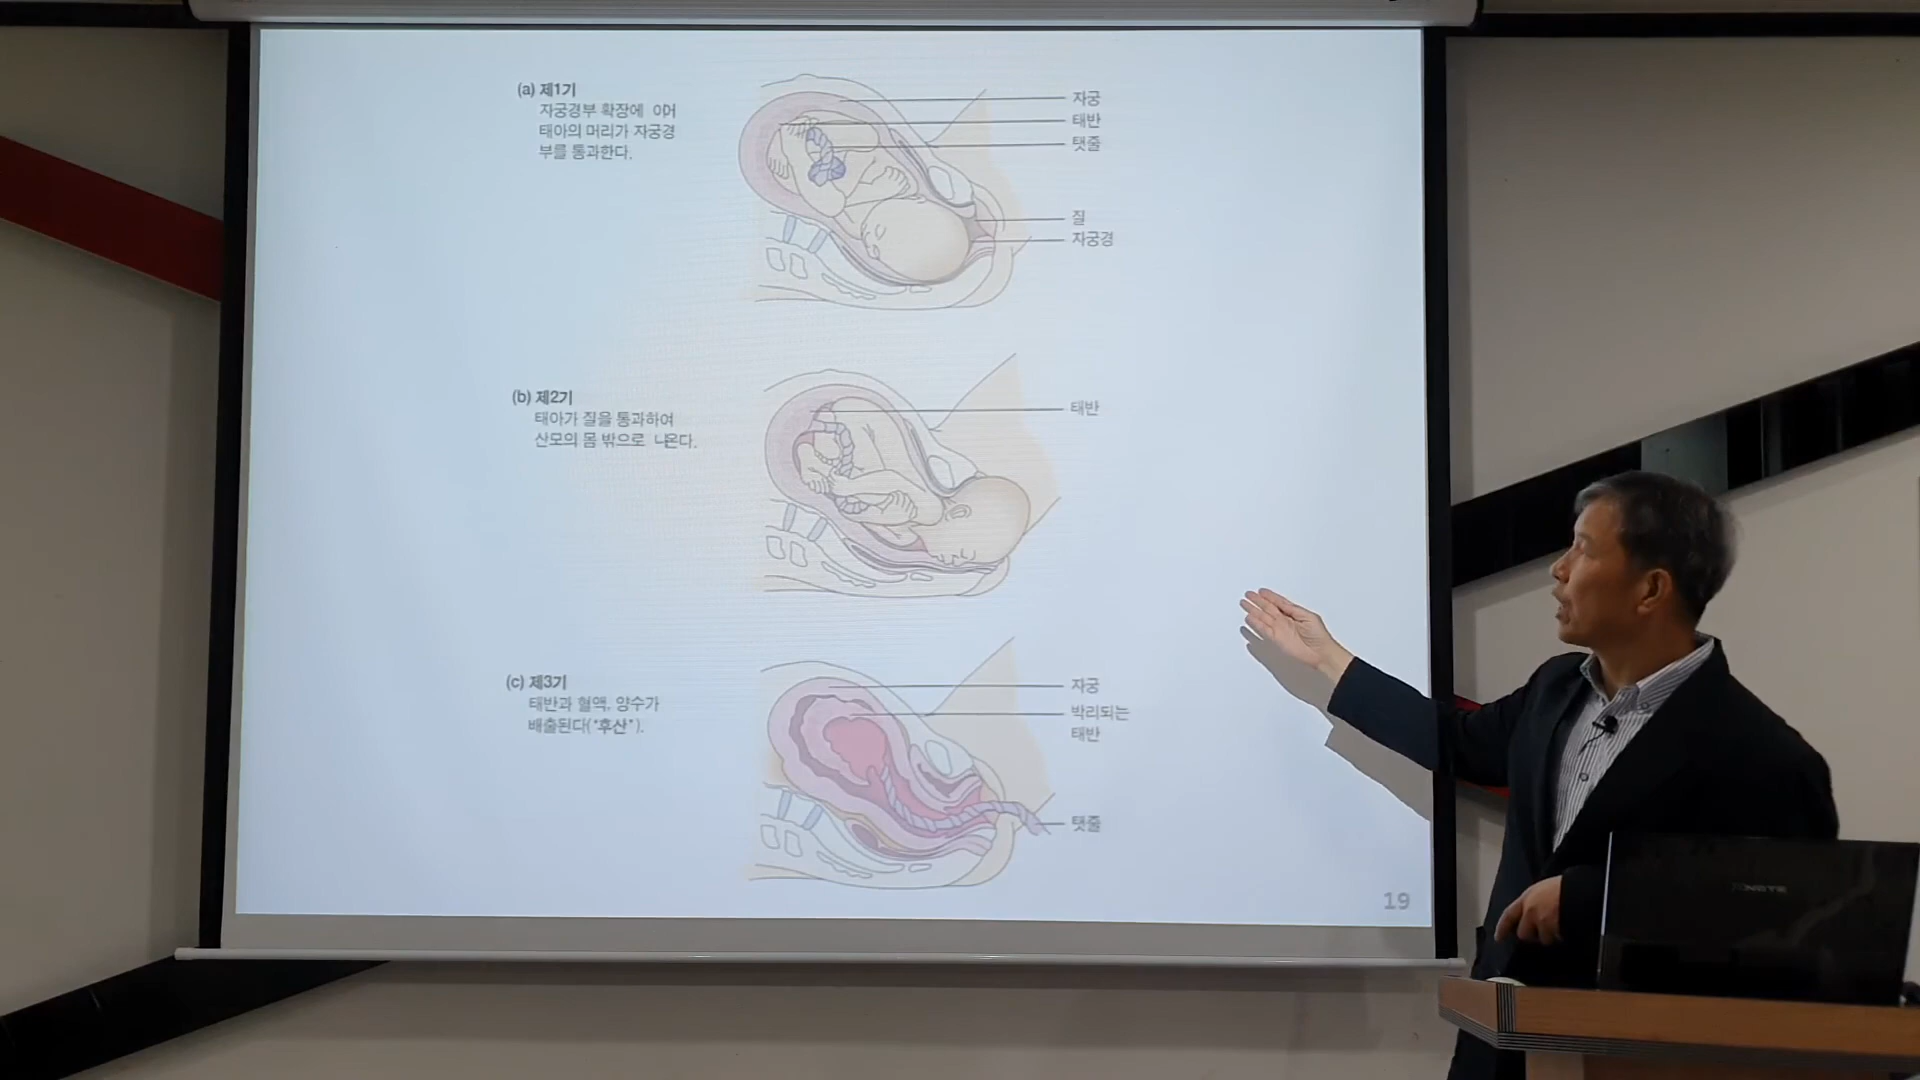 (a) 제1기
자궁경부 확장에 이어
태아의 머리가 자궁경
부를 통과한다.
자궁
태반
탯줄
질
자궁경
(b) 제2기
태아가 질을 통과하여
산모의 몸 밖으로 나온다.
태반
(c) 제3기
태반과 혈액, 양수가
배출된다("후산").
자궁
박리되는
태반
탯줄
19